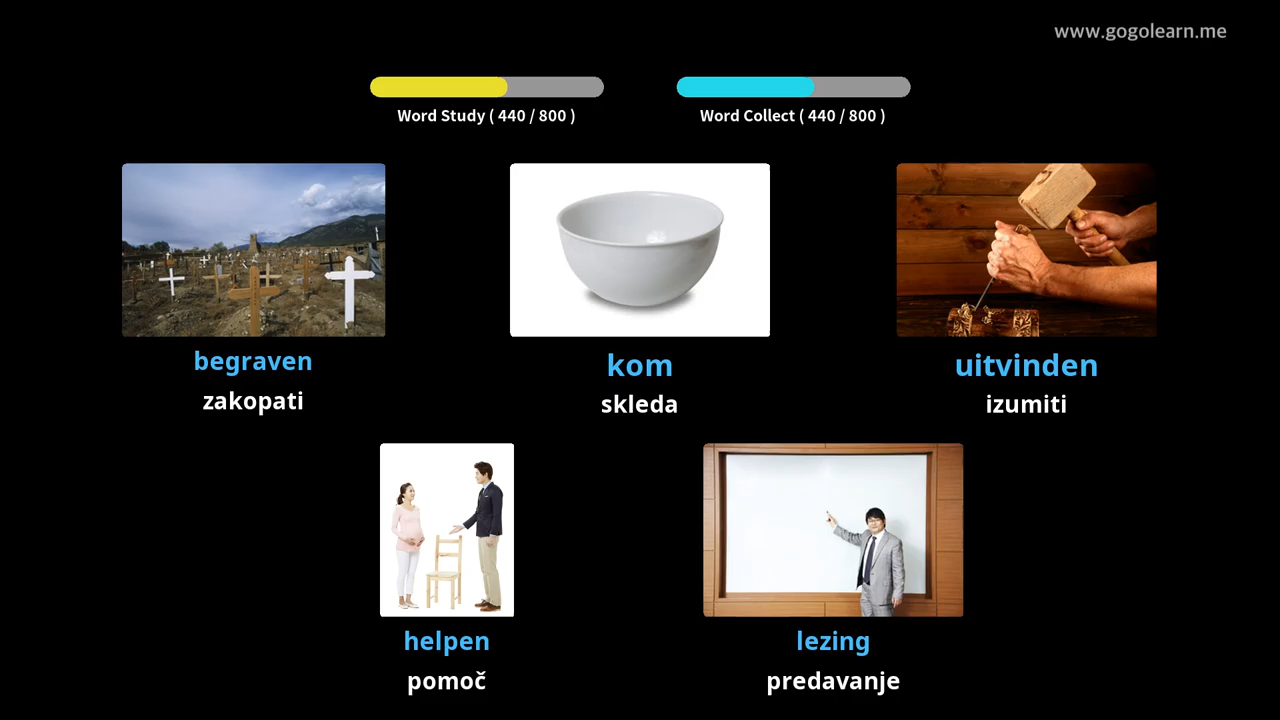 www.gogolearn.me
Word Study ( 440 / 800 )
Word Collect ( 440 / 800 )
begraven
zakopati
kom
skleda
uitvinden
izumiti
helpen
pomoč
lezing
predavanje